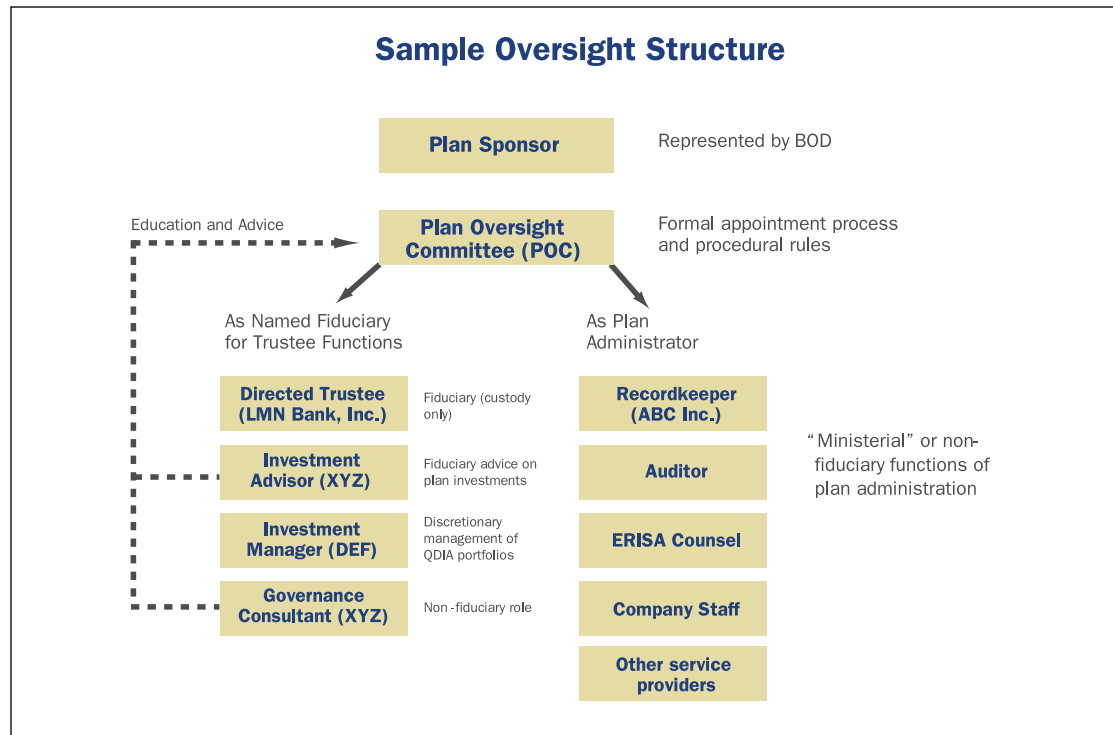 Sample Oversight Structure
Plan Sponsor
Represented by BOD
Education and Advice
Plan Oversight
Committee (POC)
Formal appointment process
and procedural rules
As Named Fiduciary
for Trustee Functions
As Plan
Administrator
Directed Trustee
(LMN Bank, Inc.)
Fiduciary (custody
only)
Investment
Advisor (XYZ)
Fiduciary advice on
plan investments
Investment
Manager (DEF)
Discretionary
management of
QDIA portfolios
Governance
Consultant (XYZ)
Non-fiduciary role
Recordkeeper
(ABC Inc.)
Auditor
ERISA Counsel
Company Staff
Other service
providers
“Ministerial” or non-
fiduciary functions of
plan administration